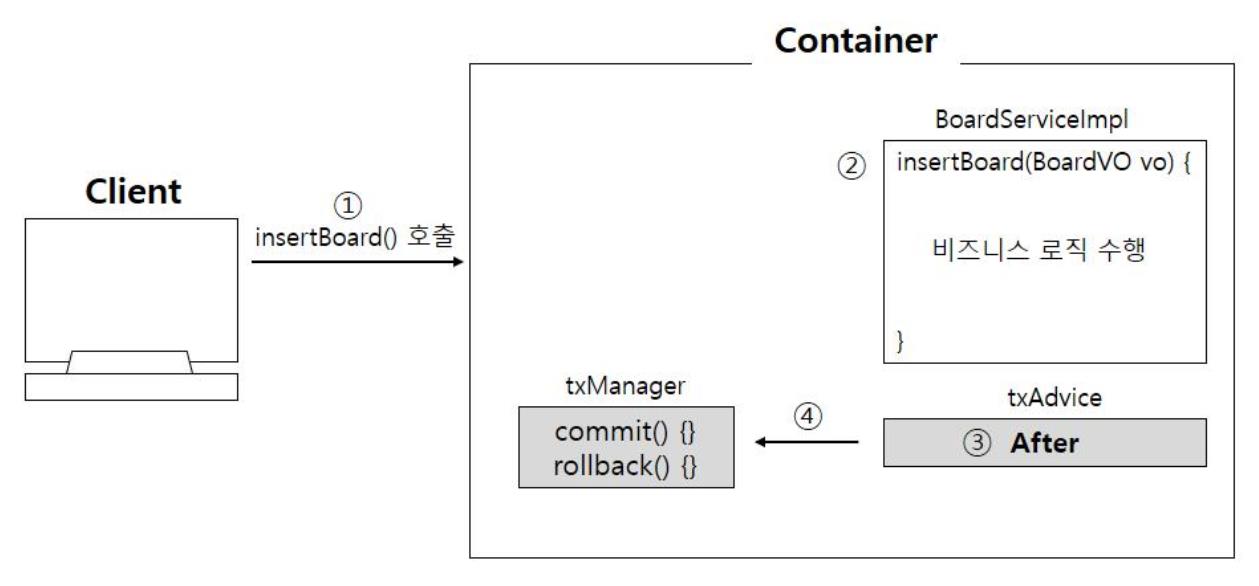 Container
BoardServiceImpl
② insertBoard(BoardVO vo) {
비즈니스 로직 수행
}
Client
①
insertBoard() 호출
txManager
commit() {}
rollback() {}
④
txAdvice
③ After